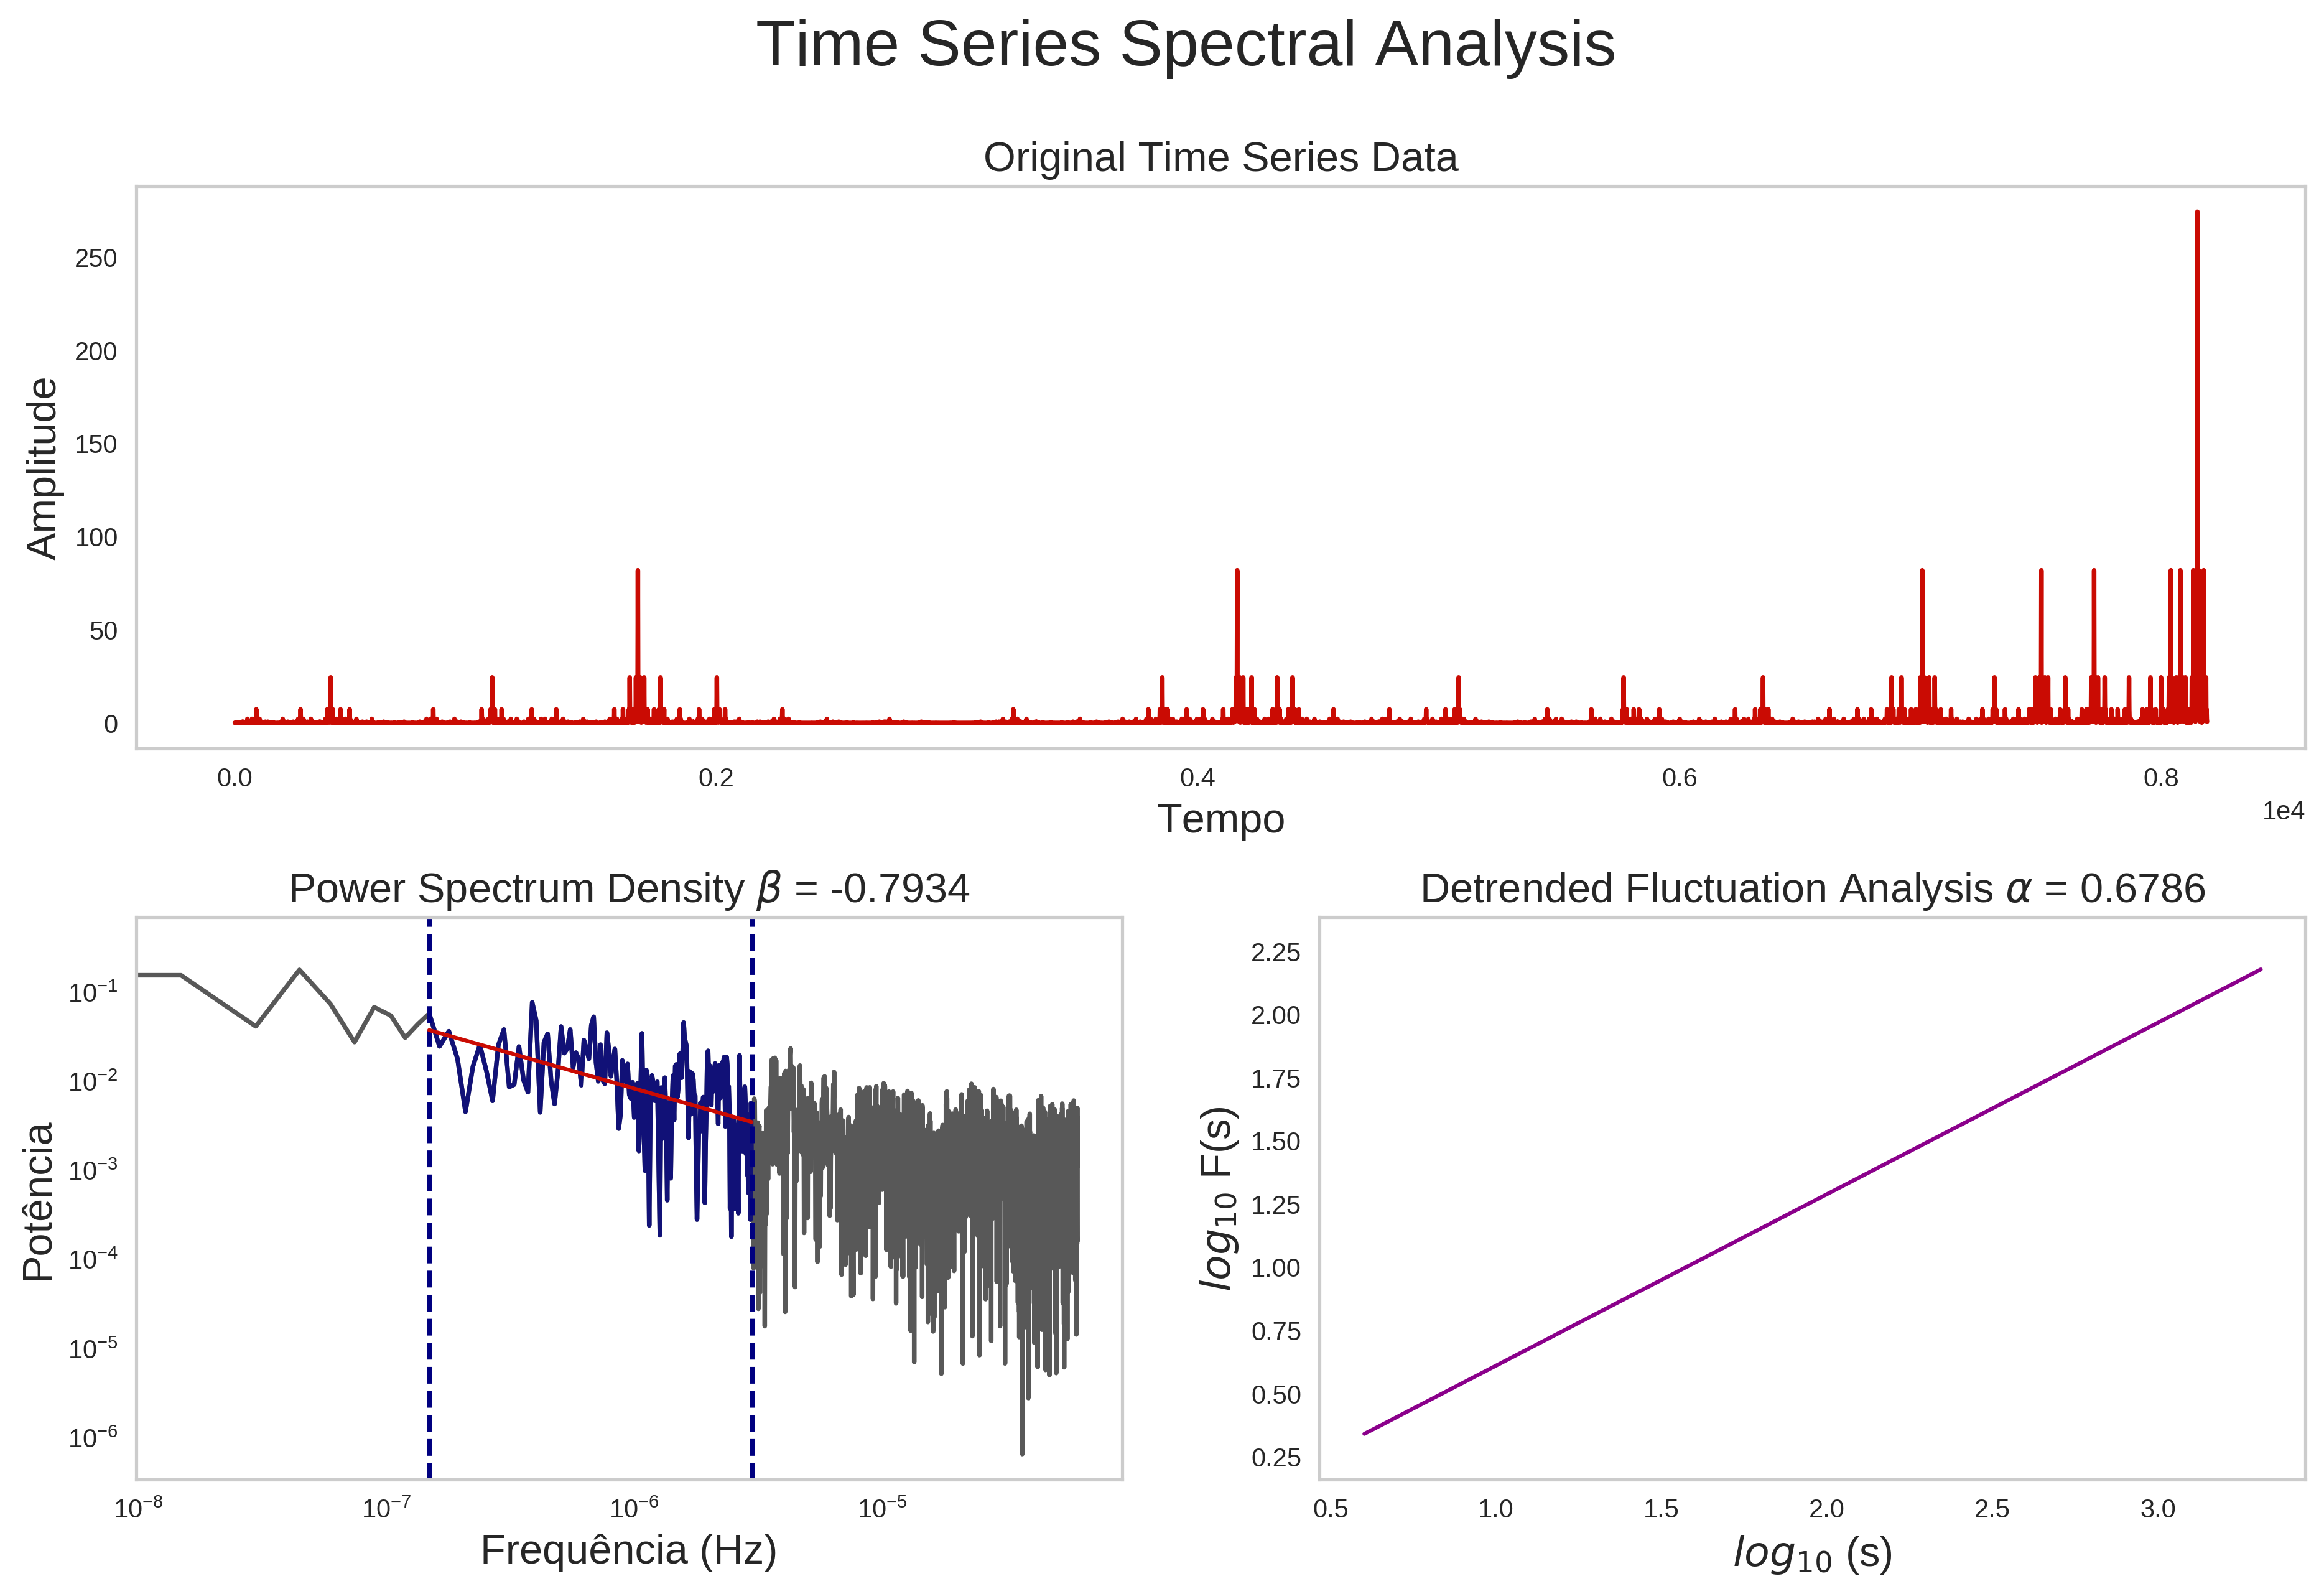 Time Series Spectral Analysis
Original Time Series Data
Amplitude
250
200
150
100
50
0
0.0 0.2 0.4 0.6 0.8
1e4
Tempo
Power Spectrum Density β = -0.7934
Potência
10⁻¹
10⁻²
10⁻³
10⁻⁴
10⁻⁵
10⁻⁶
10⁻⁸ 10⁻⁷ 10⁻⁶ 10⁻⁵
Frequência (Hz)
Detrended Fluctuation Analysis α = 0.6786
log₁₀ F(s)
2.25
2.00
1.75
1.50
1.25
1.00
0.75
0.50
0.25
0.5 1.0 1.5 2.0 2.5 3.0
log₁₀ (s)